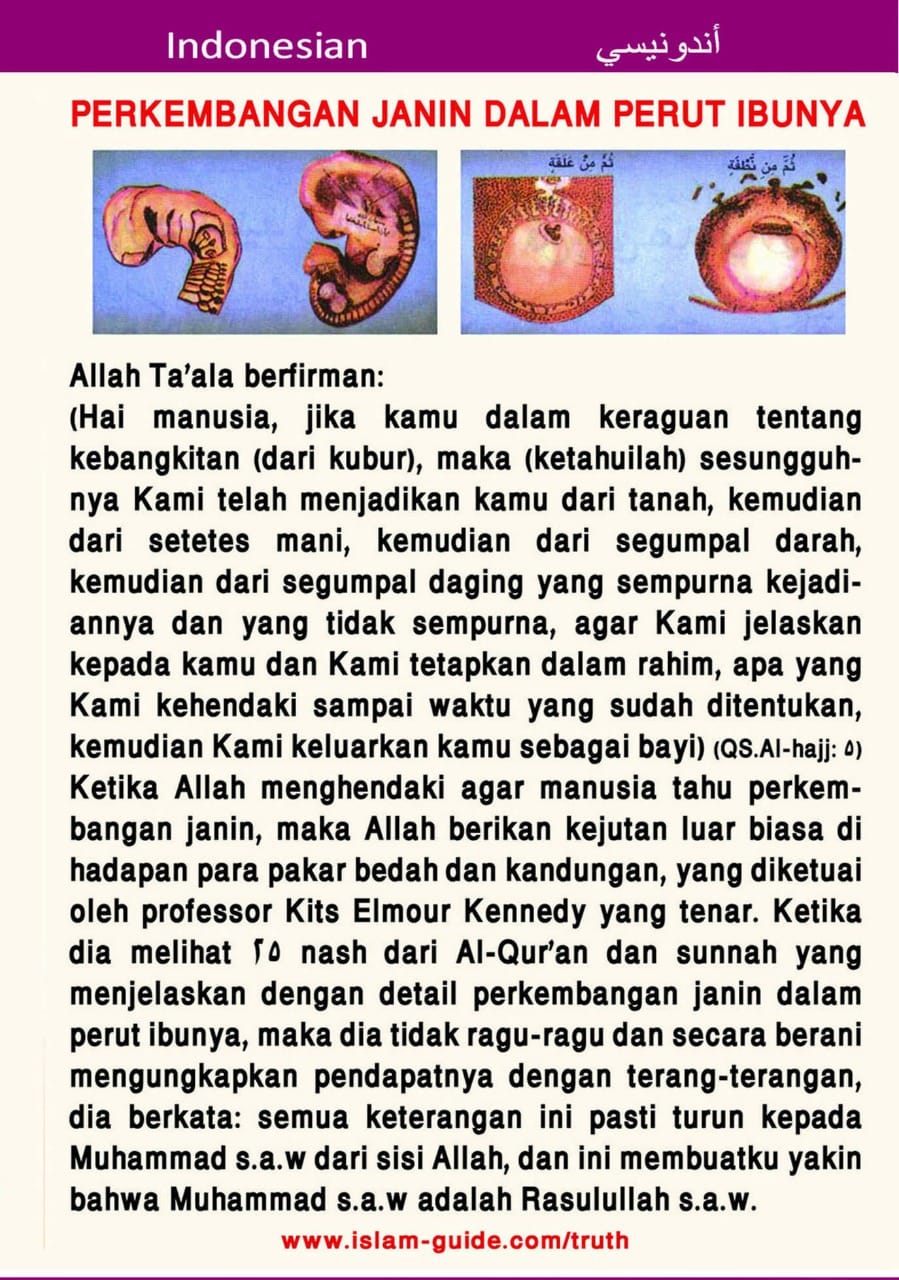 Indonesian أندونيسي
PERKEMBANGAN JANIN DALAM PERUT IBUNYA
ثُمَّ مِنْ عَلَقَةٍ ثُمَّ مِن نُّطْفَةٍ
Allah Ta’ala berfirman:
(Hai manusia, jika kamu dalam keraguan tentang
kebangkitan (dari kubur), maka (ketahuilah) sesungguh-
nya Kami telah menjadikan kamu dari tanah, kemudian
dari setetes mani, kemudian dari segumpal darah,
kemudian dari segumpal daging yang sempurna kejadi-
annya dan yang tidak sempurna, agar Kami jelaskan
kepada kamu dan Kami tetapkan dalam rahim, apa yang
Kami kehendaki sampai waktu yang sudah ditentukan,
kemudian Kami keluarkan kamu sebagai bayi) (QS.Al-hajj: ٥)
Ketika Allah menghendaki agar manusia tahu perkem-
bangan janin, maka Allah berikan kejutan luar biasa di
hadapan para pakar bedah dan kandungan, yang diketuai
oleh professor Kits Elmour Kennedy yang tenar. Ketika
dia melihat ٢٥ nash dari Al-Qur’an dan sunnah yang
menjelaskan dengan detail perkembangan janin dalam
perut ibunya, maka dia tidak ragu-ragu dan secara berani
mengungkapkan pendapatnya dengan terang-terangan,
dia berkata: semua keterangan ini pasti turun kepada
Muhammad s.a.w dari sisi Allah, dan ini membuatku yakin
bahwa Muhammad s.a.w adalah Rasulullah s.a.w.
www.islam-guide.com/truth